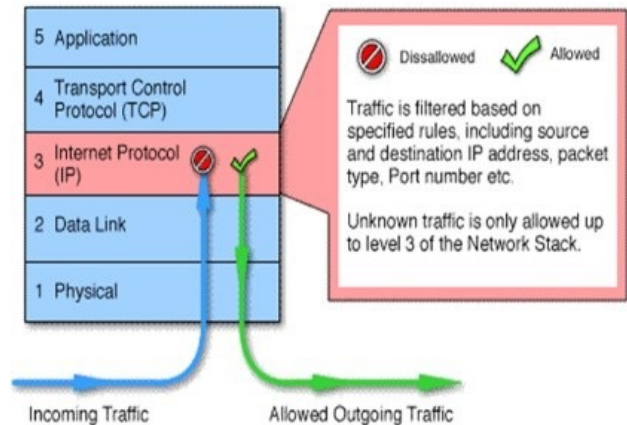 5 Application
4 Transport Control
Protocol (TCP)
3 Internet Protocol
(IP)
2 Data Link
1 Physical
Incoming Traffic
Allowed Outgoing Traffic
Dissallowed
Allowed
Traffic is filtered based on
specified rules, including source
and destination IP address, packet
type, Port number etc.
Unknown traffic is only allowed up
to level 3 of the Network Stack.